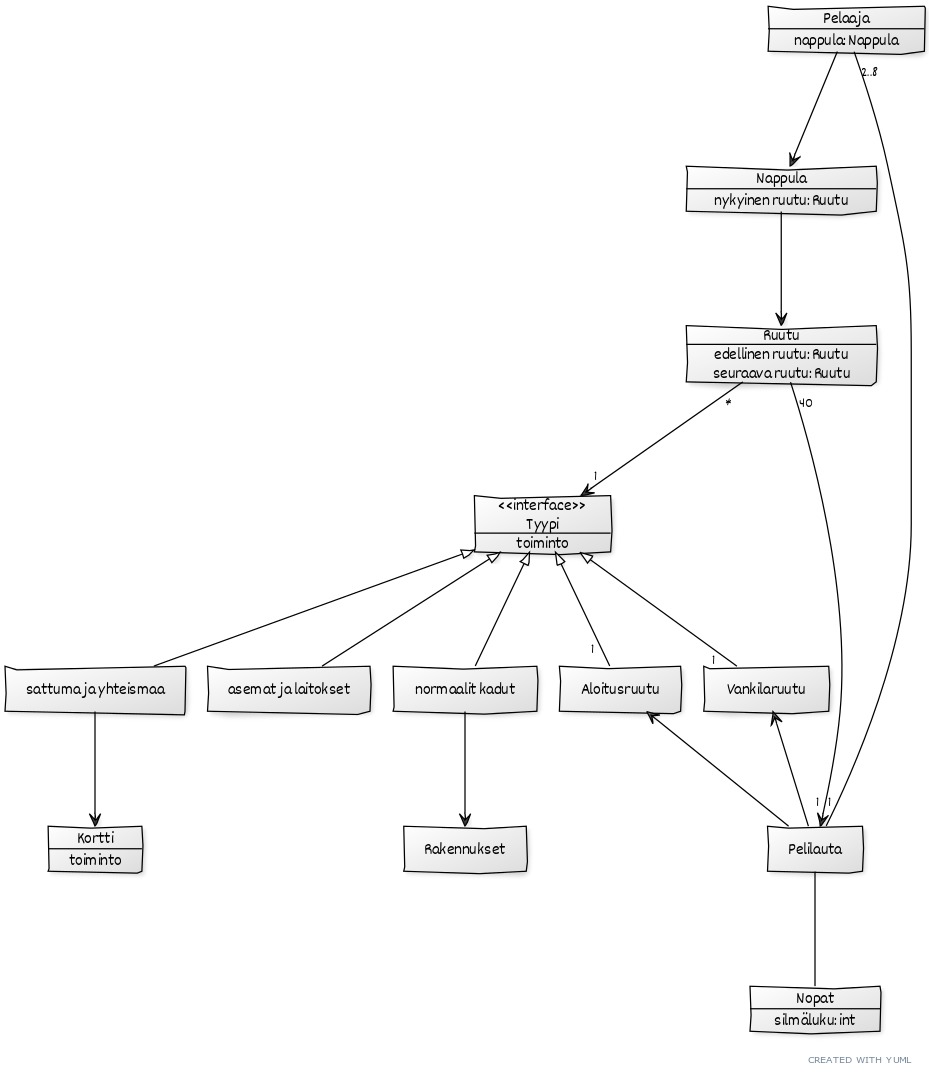 Pelaaja
nappula: Nappula
2..8
Nappula
nykyinen ruutu: Ruutu
Ruutu
edellinen ruutu: Ruutu
seuraava ruutu: Ruutu
*
40
1
<<interface>>
Tyypi
toiminto
1
1
sattuma ja yhteismaa
asemat ja laitokset
normaalit kadut
Aloitusruutu
Vankilaruutu
1
1
Kortti
toiminto
Rakennukset
Pelilauta
Nopat
silmäluku: int
CREATED WITH YUML